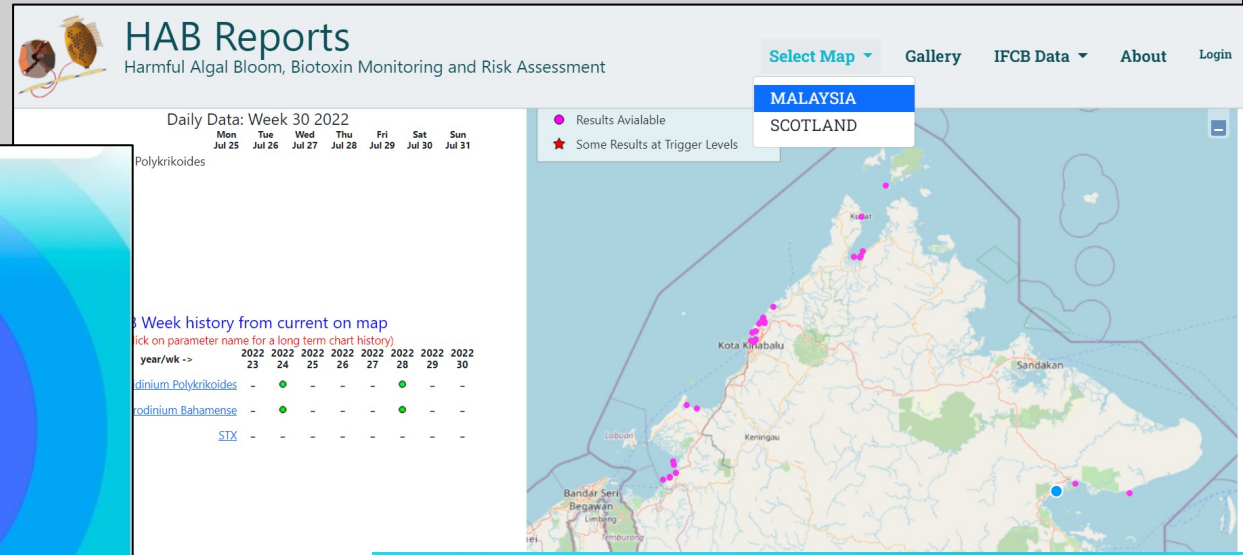 HAB Reports
Harmful Algal Bloom, Biotoxin Monitoring and Risk Assessment
Select Map Gallery IFCB Data About Login
MALAYSIA
SCOTLAND
Daily Data: Week 30 2022
Mon Tue Wed Thu Fri Sat Sun
Jul 25 Jul 26 Jul 27 Jul 28 Jul 29 Jul 30 Jul 31
Polykrikoides
Results Avialable
Some Results at Trigger Levels
Week history from current on map
ick on parameter name for a long term chart history)
year/wk -> 2022 2022 2022 2022 2022 2022 2022 2022
23 24 25 26 27 28 29 30
dinium Polykrikoides - - - - - -
rodinium Bahamense - - - - - -
STX - - - - - - - -
Kudat
Kota Kinabalu
Sandakan
Labuan
Keningau
Bandar Seri
Begawan
Limbang
Temburong